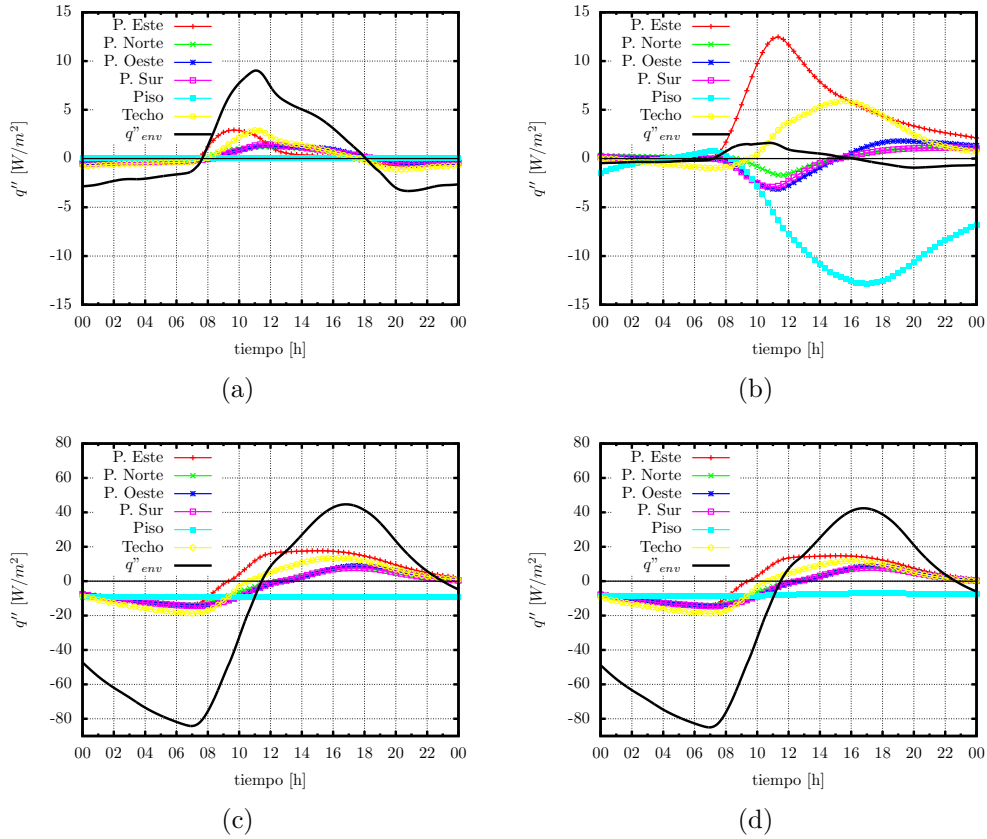 15
10
5
0
-5
-10
-15
00 02 04 06 08 10 12 14 16 18 20 22 00
q'' [W/m²]
tiempo [h]
P. Este
P. Norte
P. Oeste
P. Sur
Piso
Techo
q”env
(a)
15
10
5
0
-5
-10
-15
00 02 04 06 08 10 12 14 16 18 20 22 00
q'' [W/m²]
tiempo [h]
P. Este
P. Norte
P. Oeste
P. Sur
Piso
Techo
q”env
(b)
80
60
40
20
0
-20
-40
-60
-80
00 02 04 06 08 10 12 14 16 18 20 22 00
q'' [W/m²]
tiempo [h]
P. Este
P. Norte
P. Oeste
P. Sur
Piso
Techo
q”env
(c)
80
60
40
20
0
-20
-40
-60
-80
00 02 04 06 08 10 12 14 16 18 20 22 00
q'' [W/m²]
tiempo [h]
P. Este
P. Norte
P. Oeste
P. Sur
Piso
Techo
q”env
(d)